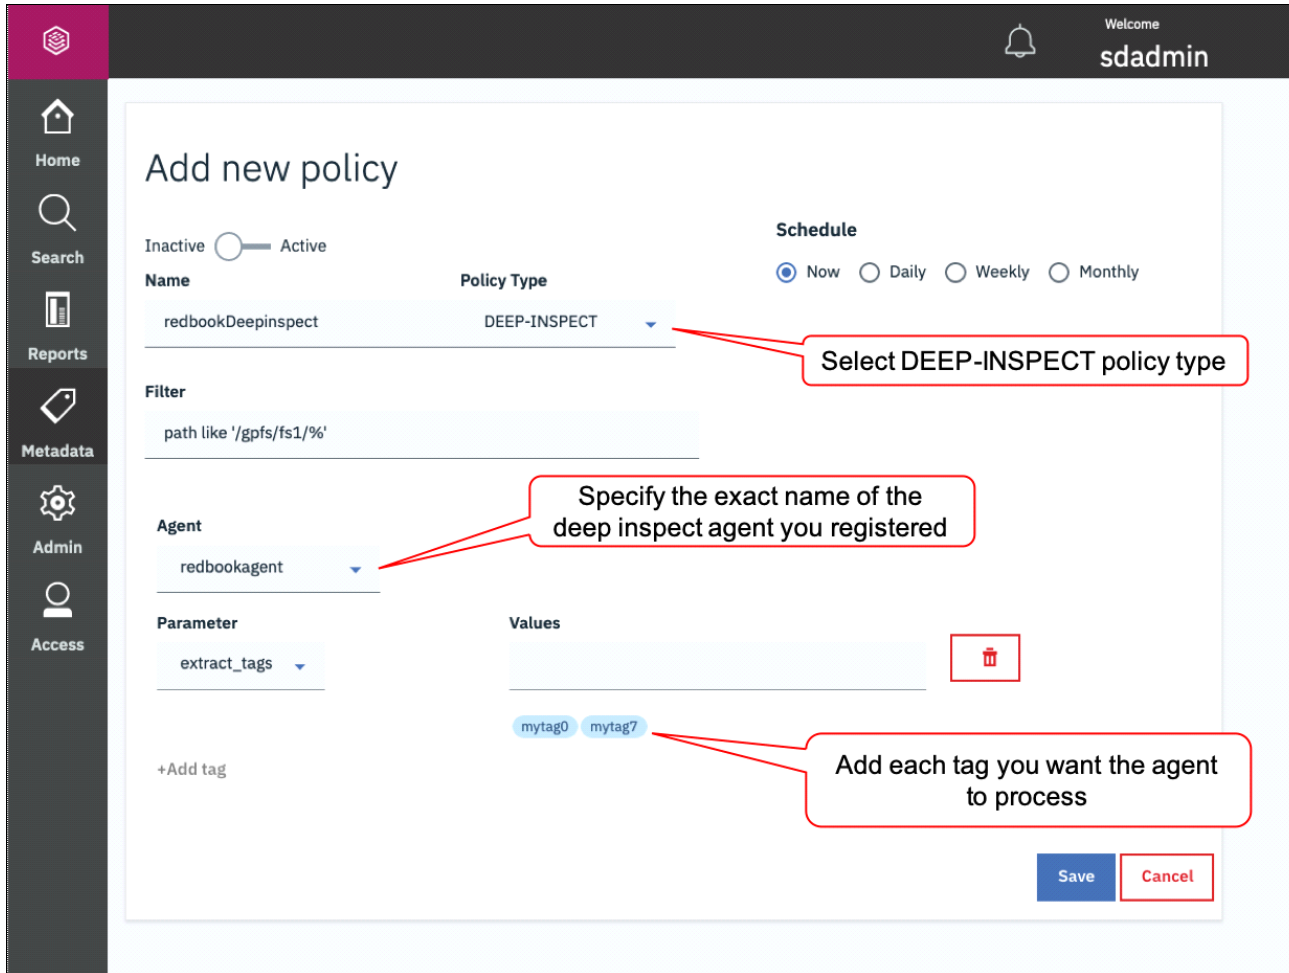 Welcome
sdadmin
Home
Search
Reports
Metadata
Admin
Access
Add new policy
Inactive Active
Schedule
Now Daily Weekly Monthly
Name Policy Type
redbookDeepinspect DEEP-INSPECT
Select DEEP-INSPECT policy type
Filter
path like '/gpfs/fs1/%'
Specify the exact name of the
deep inspect agent you registered
Agent
redbookagent
Parameter Values
extract_tags
mytag0 mytag7
Add each tag you want the agent
to process
+Add tag
Save Cancel